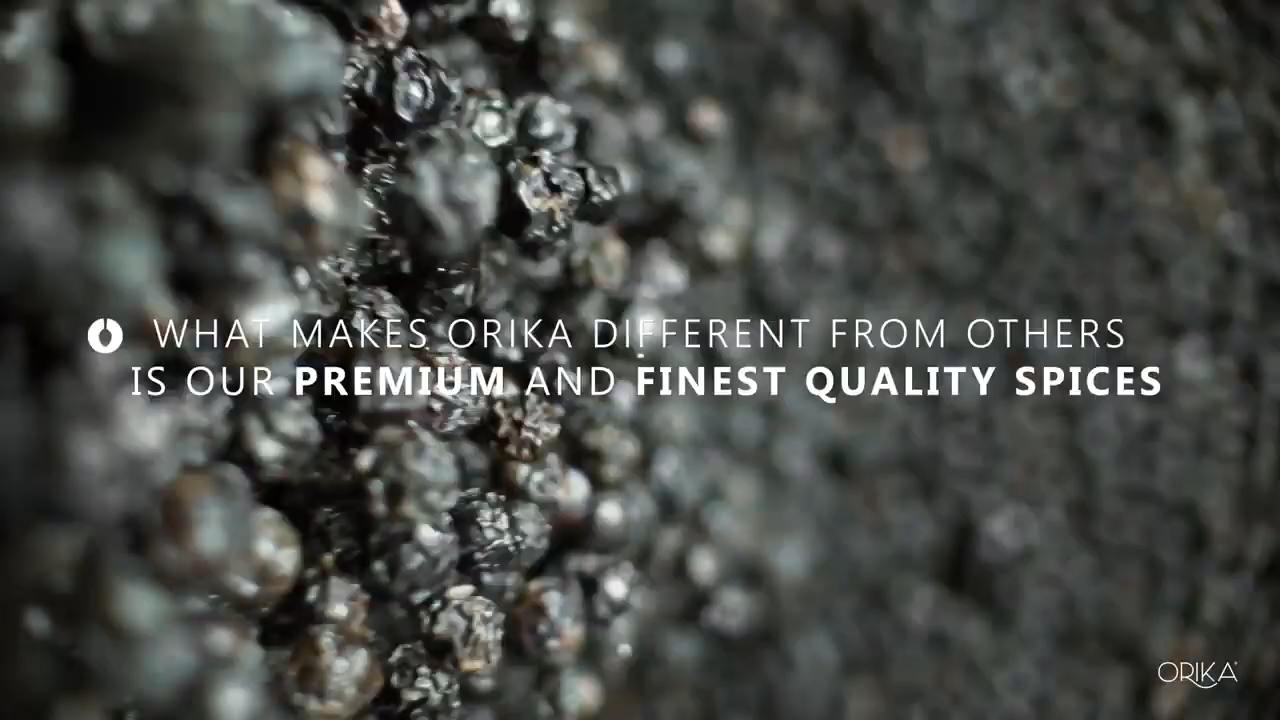 WHAT MAKES ORIKA DIFFERENT FROM OTHERS
IS OUR PREMIUM AND FINEST QUALITY SPICES
ORIKA